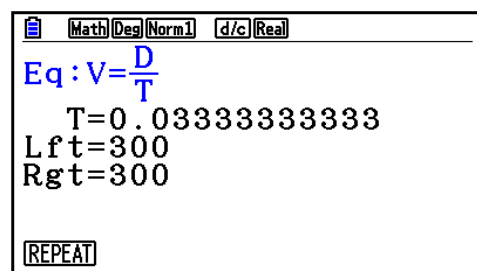 Math Deg Norm1 d/c Real
Eq:V=D/T
T=0.03333333333
Lft=300
Rgt=300
REPEAT